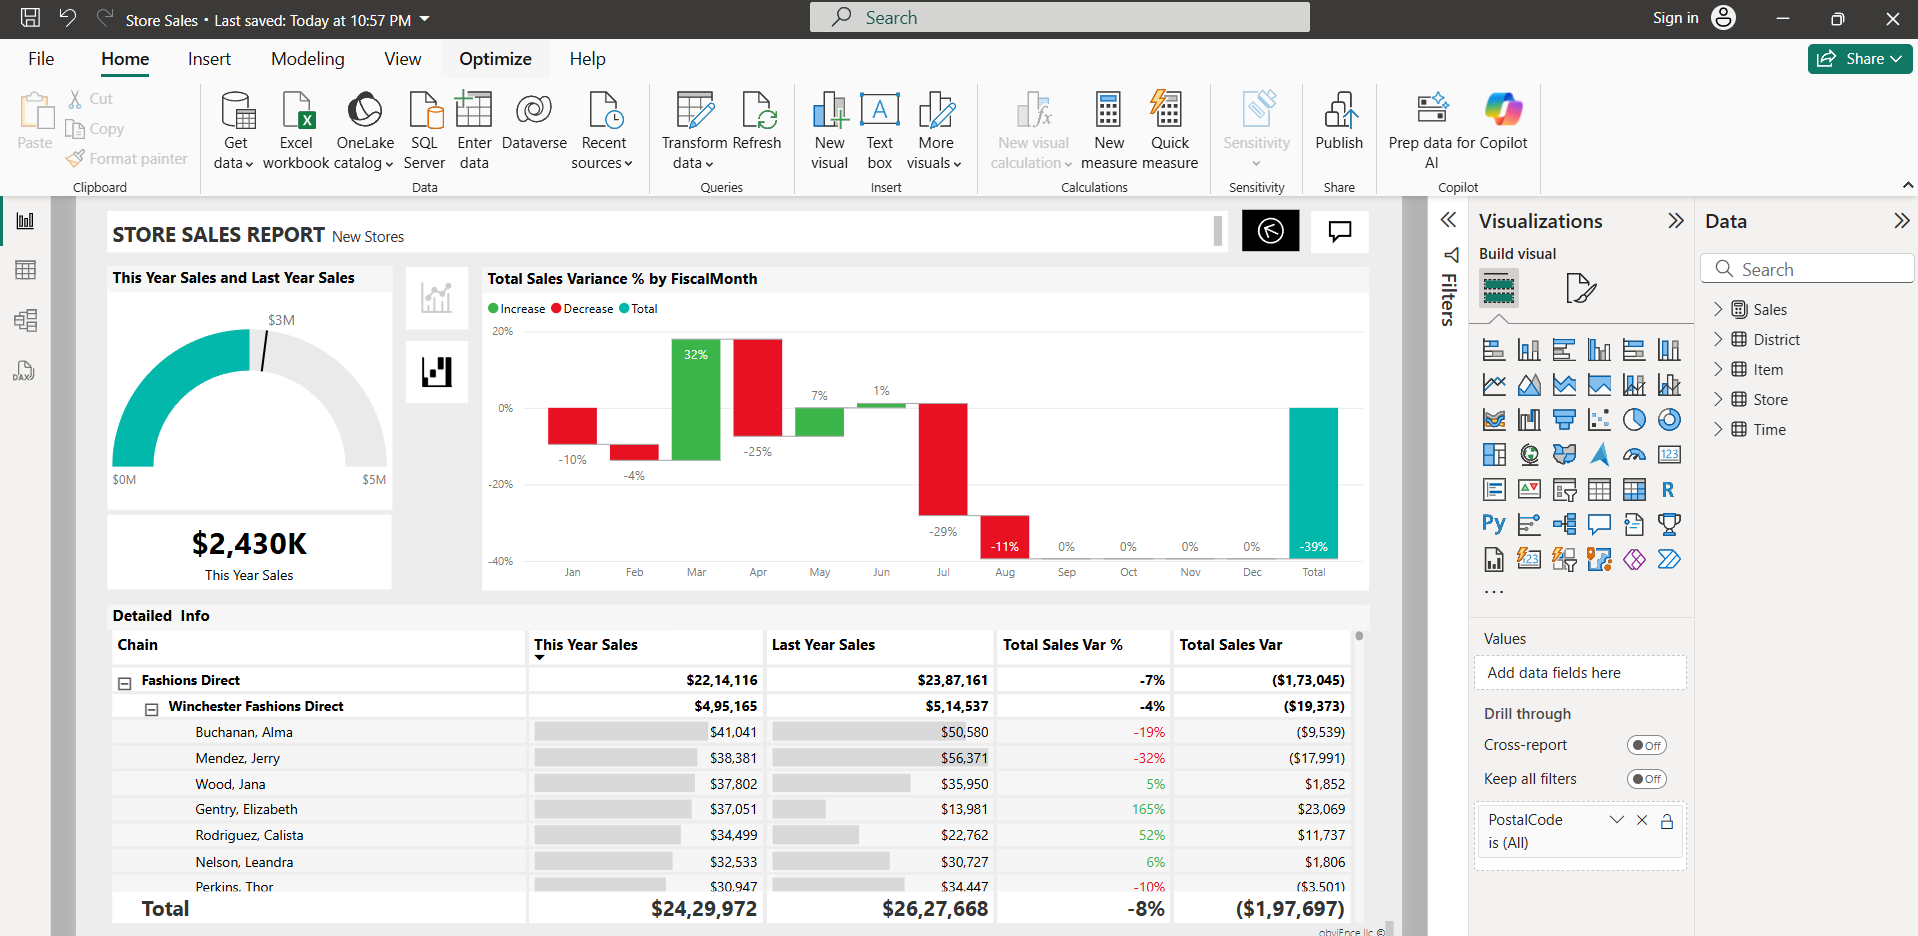 Store Sales • Last saved: Today at 10:57 PM
Search
Sign in
File
Home
Insert
Modeling
View
Optimize
Help
Share
Paste
Cut
Copy
Format painter
Clipboard
Get data
Excel workbook
OneLake catalog
SQL Server
Enter data
Dataverse
Recent sources
Data
Transform data
Refresh
Queries
New visual
Text box
More visuals
Insert
New visual calculation
New measure
Quick measure
Calculations
Sensitivity
Sensitivity
Publish
Share
Prep data for AI
Copilot
Copilot
STORE SALES REPORT New Stores
This Year Sales and Last Year Sales
$3M
$0M
$5M
$2,430K
This Year Sales
Total Sales Variance % by FiscalMonth
Increase Decrease Total
20%
0%
-20%
-40%
-10%
-4%
32%
-25%
7%
1%
-29%
-11%
0%
0%
0%
0%
-39%
Jan Feb Mar Apr May Jun Jul Aug Sep Oct Nov Dec Total
Detailed Info
Chain This Year Sales Last Year Sales Total Sales Var % Total Sales Var
Fashions Direct $22,14,116 $23,87,161 -7% ($1,73,045)
Winchester Fashions Direct $4,95,165 $5,14,537 -4% ($19,373)
Buchanan, Alma $41,041 $50,580 -19% ($9,539)
Mendez, Jerry $38,381 $56,371 -32% ($17,991)
Wood, Jana $37,802 $35,950 5% $1,852
Gentry, Elizabeth $37,051 $13,981 165% $23,069
Rodriguez, Calista $34,499 $22,762 52% $11,737
Nelson, Leandra $32,533 $30,727 6% $1,806
Perkins, Thor $30,947 $34,447 -10% ($3,501)
Total $24,29,972 $26,27,668 -8% ($1,97,697)
obviEnce llc ©
Filters
Visualizations
Build visual
123
R
Py
123
...
Values
Add data fields here
Drill through
Cross-report Off
Keep all filters Off
PostalCode
is (All)
Data
Search
Sales
District
Item
Store
Time
DAX